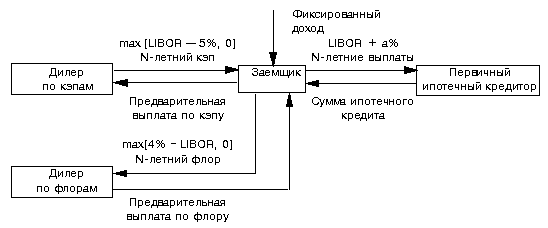 Фиксированный
доход
max [LIBOR — 5%, 0]
N-летний кэп
LIBOR + a%
N-летние выплаты
Дилер
по кэпам
Заемщик
Первичный
ипотечный кредитор
Предварительная
выплата по кэпу
Сумма ипотечного
кредита
max[4% − LIBOR, 0]
N-летний флор
Дилер
по флорам
Предварительная
выплата по флору